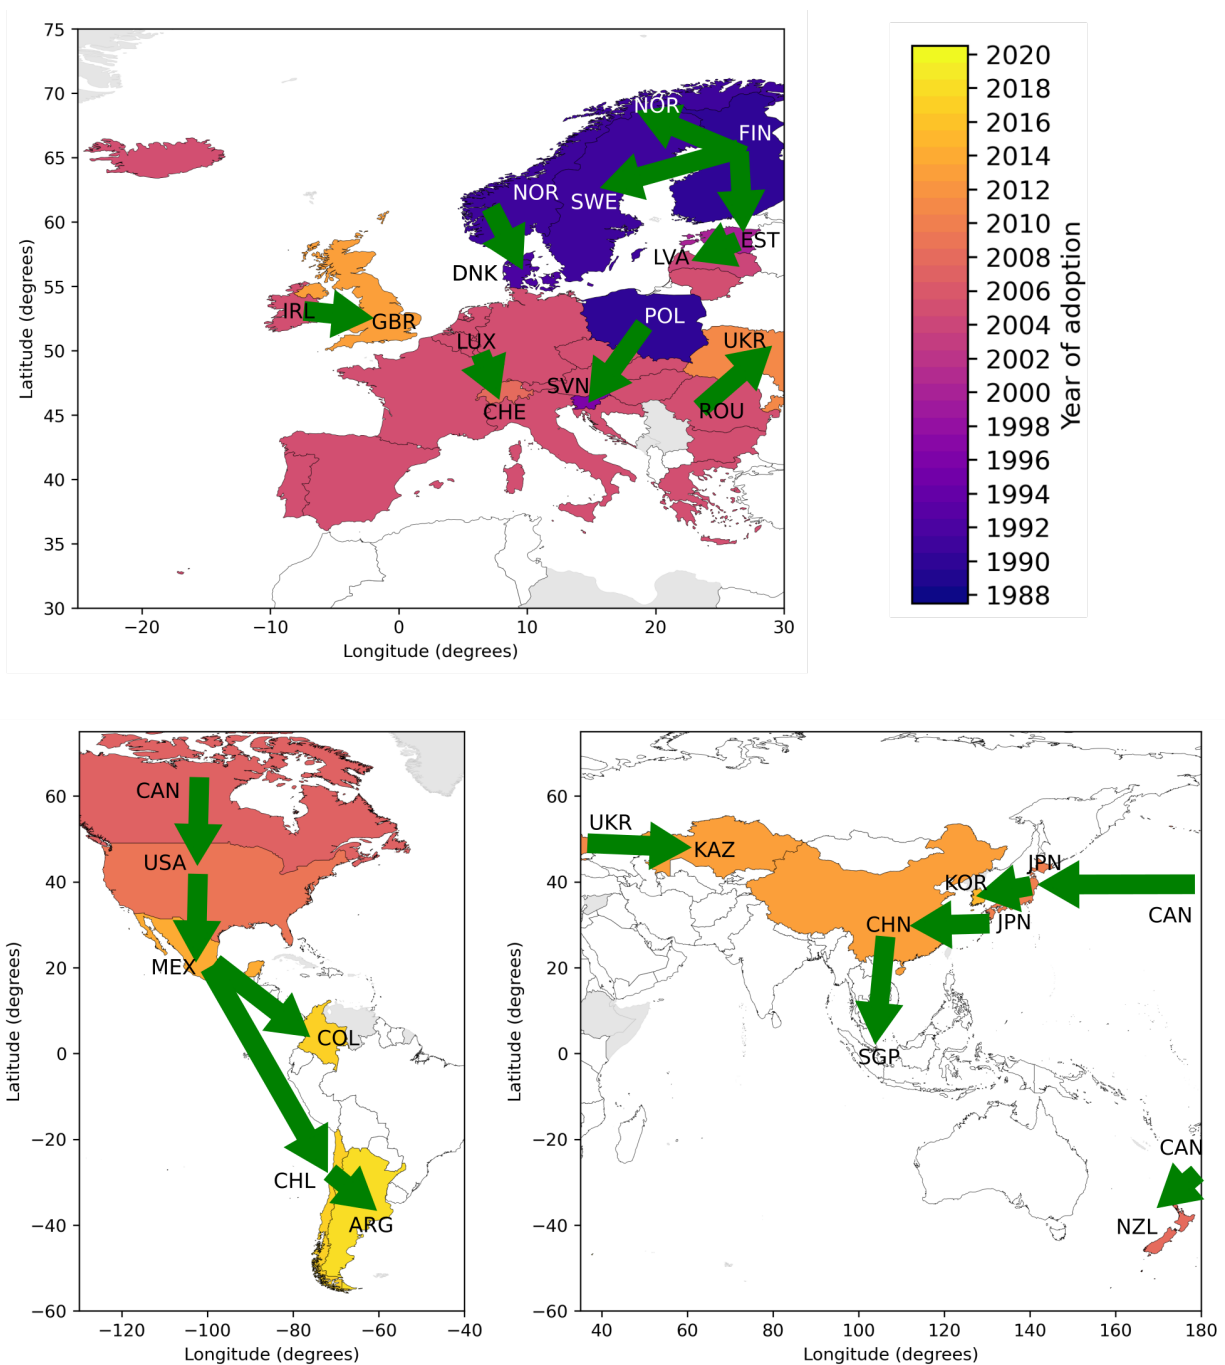 75
70
65
60
55
50
45
40
35
30
−20
−10
0
10
20
30
Latitude (degrees)
Longitude (degrees)
NOR
FIN
NOR
SWE
EST
LVA
DNK
IRL
GBR
POL
LUX
UKR
SVN
CHE
ROU
2020
2018
2016
2014
2012
2010
2008
2006
2004
2002
2000
1998
1996
1994
1992
1990
1988
Year of adoption
60
40
20
0
−20
−40
−60
−120
−100
−80
−60
−40
Latitude (degrees)
Longitude (degrees)
CAN
USA
MEX
COL
CHL
ARG
60
40
20
0
−20
−40
−60
40
60
80
100
120
140
160
180
Latitude (degrees)
Longitude (degrees)
UKR
KAZ
JPN
KOR
CAN
CHN
JPN
SGP
CAN
NZL